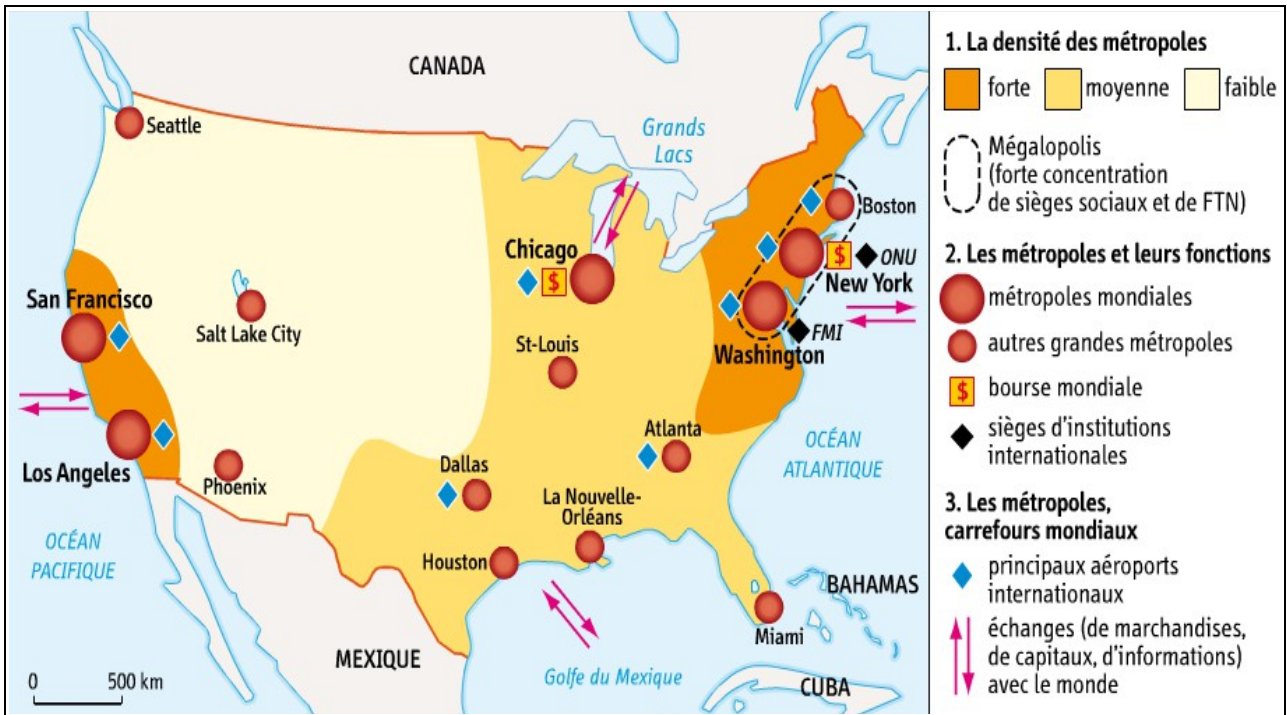 CANADA
Seattle
Grands
Lacs
Boston
Chicago
$
$
ONU
New York
San Francisco
Salt Lake City
St-Louis
FMI
Washington
Los Angeles
Phoenix
Dallas
Atlanta
OCÉAN
ATLANTIQUE
La Nouvelle-
Orléans
OCÉAN
PACIFIQUE
Houston
BAHAMAS
Miami
MEXIQUE
Golfe du Mexique
CUBA
0 500 km
1. La densité des métropoles
forte moyenne faible
Mégalopolis
(forte concentration
de sièges sociaux et de FTN)
2. Les métropoles et leurs fonctions
métropoles mondiales
autres grandes métropoles
$ bourse mondiale
sièges d'institutions
internationales
3. Les métropoles,
carrefours mondiaux
principaux aéroports
internationaux
échanges (de marchandises,
de capitaux, d'informations)
avec le monde